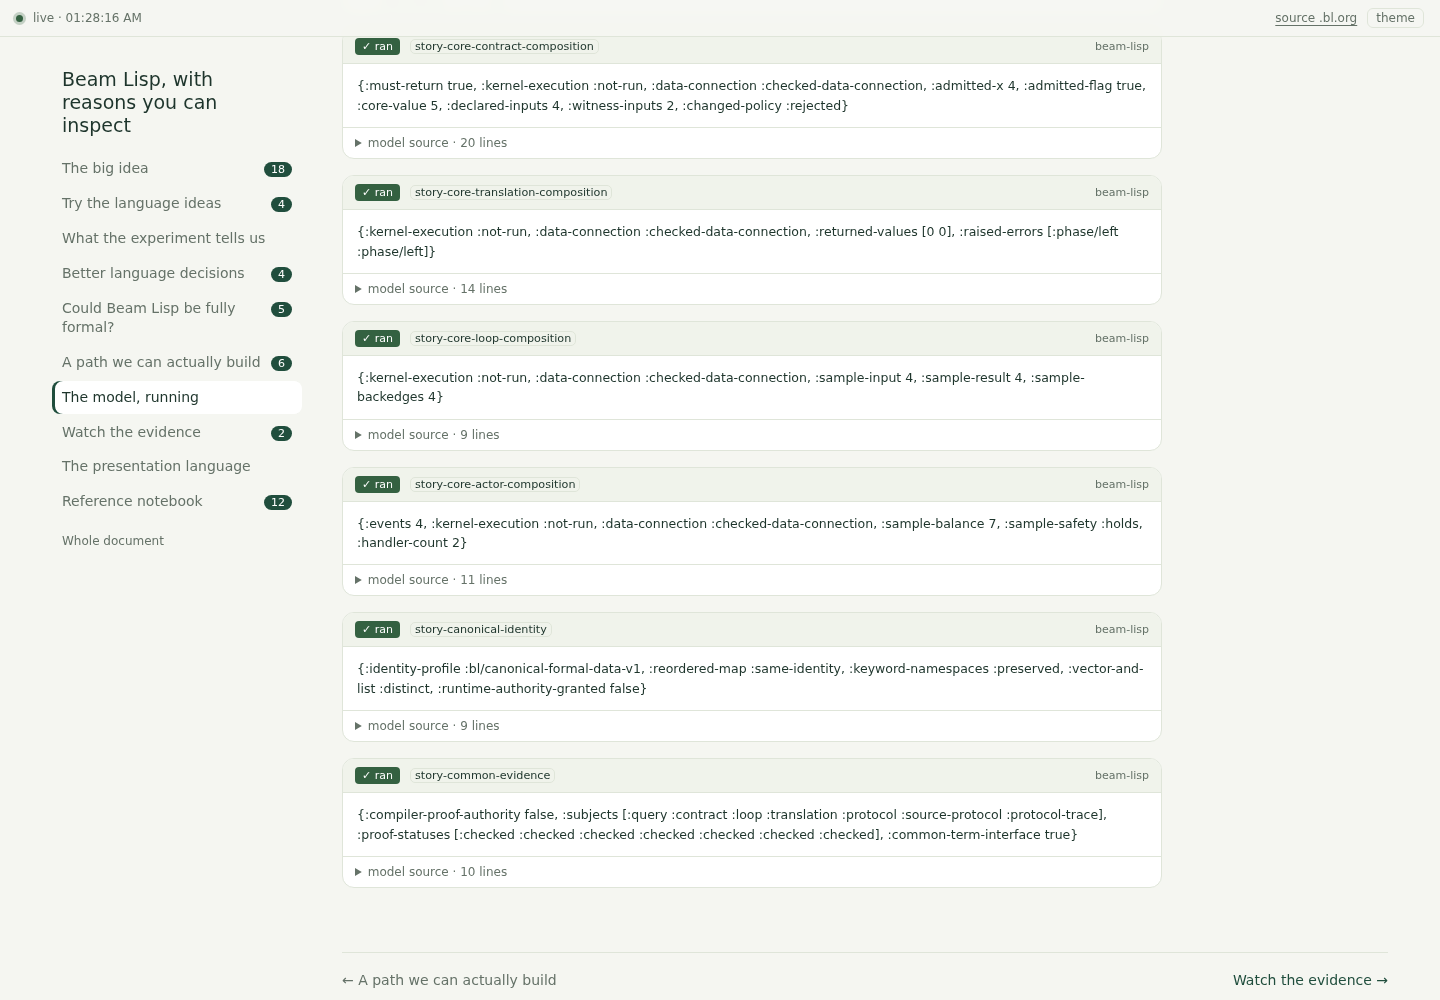 live · 01:28:16 AM
source .bl.org
theme
Beam Lisp, with
reasons you can
inspect
The big idea 18
Try the language ideas 4
What the experiment tells us
Better language decisions 4
Could Beam Lisp be fully
formal? 5
A path we can actually build 6
The model, running
Watch the evidence 2
The presentation language
Reference notebook 12
Whole document
✓ ran story-core-contract-composition beam-lisp
{:must-return true, :kernel-execution :not-run, :data-connection :checked-data-connection, :admitted-x 4, :admitted-flag true,
:core-value 5, :declared-inputs 4, :witness-inputs 2, :changed-policy :rejected}
▶ model source · 20 lines
✓ ran story-core-translation-composition beam-lisp
{:kernel-execution :not-run, :data-connection :checked-data-connection, :returned-values [0 0], :raised-errors [:phase/left
:phase/left]}
▶ model source · 14 lines
✓ ran story-core-loop-composition beam-lisp
{:kernel-execution :not-run, :data-connection :checked-data-connection, :sample-input 4, :sample-result 4, :sample-
backedges 4}
▶ model source · 9 lines
✓ ran story-core-actor-composition beam-lisp
{:events 4, :kernel-execution :not-run, :data-connection :checked-data-connection, :sample-balance 7, :sample-safety :holds,
:handler-count 2}
▶ model source · 11 lines
✓ ran story-canonical-identity beam-lisp
{:identity-profile :bl/canonical-formal-data-v1, :reordered-map :same-identity, :keyword-namespaces :preserved, :vector-and-
list :distinct, :runtime-authority-granted false}
▶ model source · 9 lines
✓ ran story-common-evidence beam-lisp
{:compiler-proof-authority false, :subjects [:query :contract :loop :translation :protocol :source-protocol :protocol-trace],
:proof-statuses [:checked :checked :checked :checked :checked :checked :checked], :common-term-interface true}
▶ model source · 10 lines
← A path we can actually build
Watch the evidence →